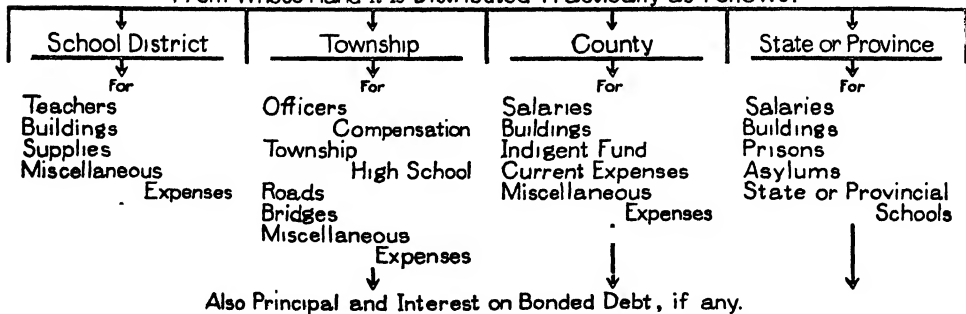 From Whose Hand it is Distributed Practically as Follows:
School District
For
Teachers
Buildings
Supplies
Miscellaneous
Expenses
Township
For
Officers
Compensation
Township
High School
Roads
Bridges
Miscellaneous
Expenses
County
For
Salaries
Buildings
Indigent Fund
Current Expenses
Miscellaneous
Expenses
State or Province
For
Salaries
Buildings
Prisons
Asylums
State or Provincial
Schools
Also Principal and Interest on Bonded Debt, if any.